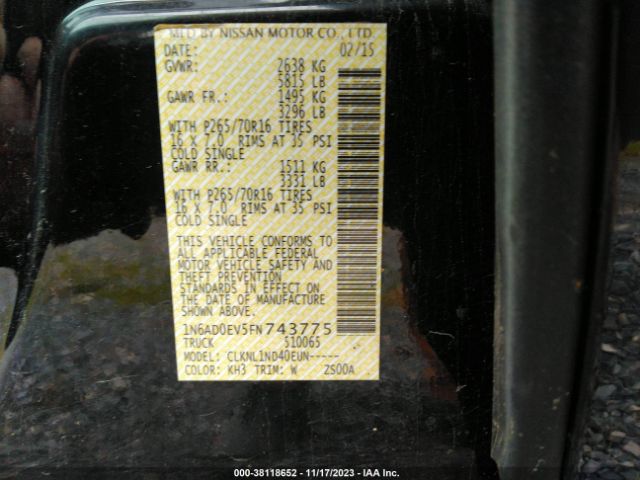 MFD BY NISSAN MOTOR CO., LTD.
DATE: 02/15
GVWR: 2638 KG
5815 LB
GAWR FR.: 1495 KG
3296 LB
WITH P265/70R16 TIRES
16 X 7.0 RIMS AT 35 PSI
COLD SINGLE
GAWR RR.: 1511 KG
3331 LB
WITH P265/70R16 TIRES
16 X 7.0 RIMS AT 35 PSI
COLD SINGLE
THIS VEHICLE CONFORMS TO
ALL APPLICABLE FEDERAL
MOTOR VEHICLE SAFETY AND
THEFT PREVENTION
STANDARDS IN EFFECT ON
THE DATE OF MANUFACTURE
SHOWN ABOVE.
1N6AD0EV5FN743775
TRUCK 510065
MODEL: CLKNL1ND40EUN-----
COLOR: KH3 TRIM: W ZS00A
000-38118652 - 11/17/2023 - IAA Inc.